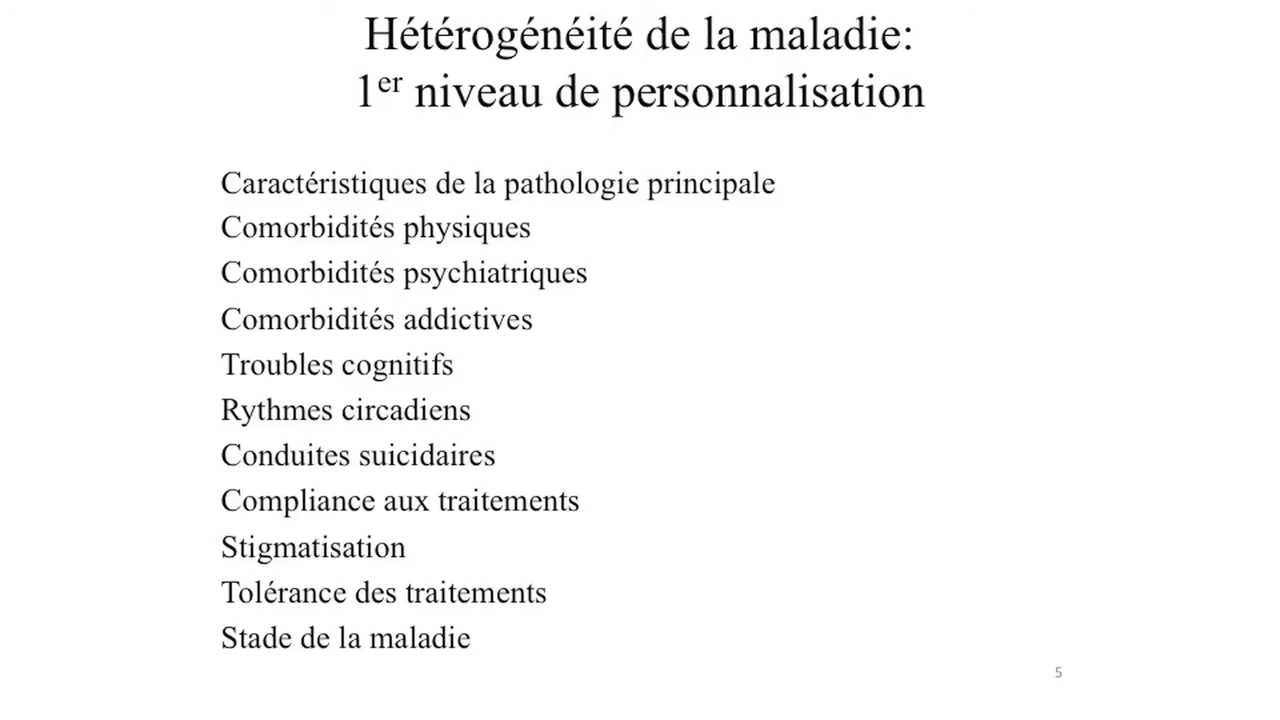 Hétérogénéité de la maladie:
1er niveau de personnalisation
Caractéristiques de la pathologie principale
Comorbidités physiques
Comorbidités psychiatriques
Comorbidités addictives
Troubles cognitifs
Rythmes circadiens
Conduites suicidaires
Compliance aux traitements
Stigmatisation
Tolérance des traitements
Stade de la maladie
5